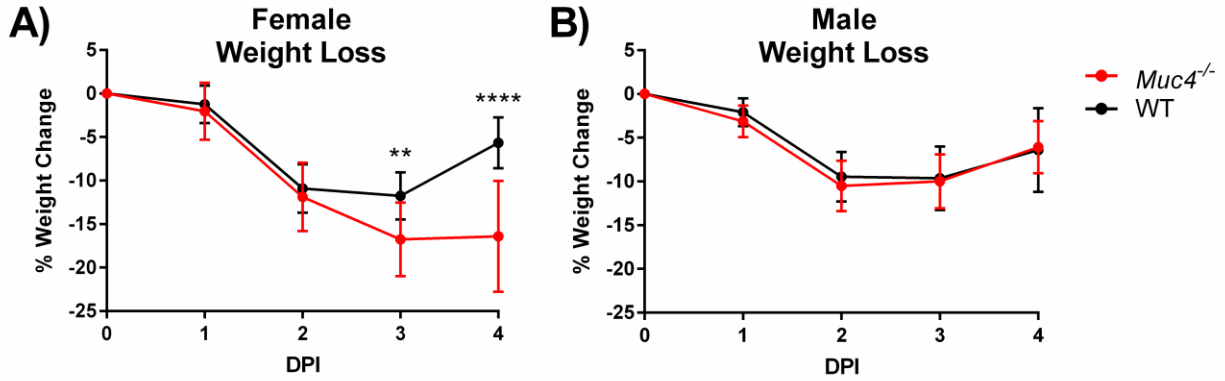 A)
Female
Weight Loss
% Weight Change
5
0
-5
-10
-15
-20
-25
**
****
0 1 2 3 4
DPI
B)
Male
Weight Loss
% Weight Change
5
0
-5
-10
-15
-20
-25
0 1 2 3 4
DPI
Muc4-/-
WT